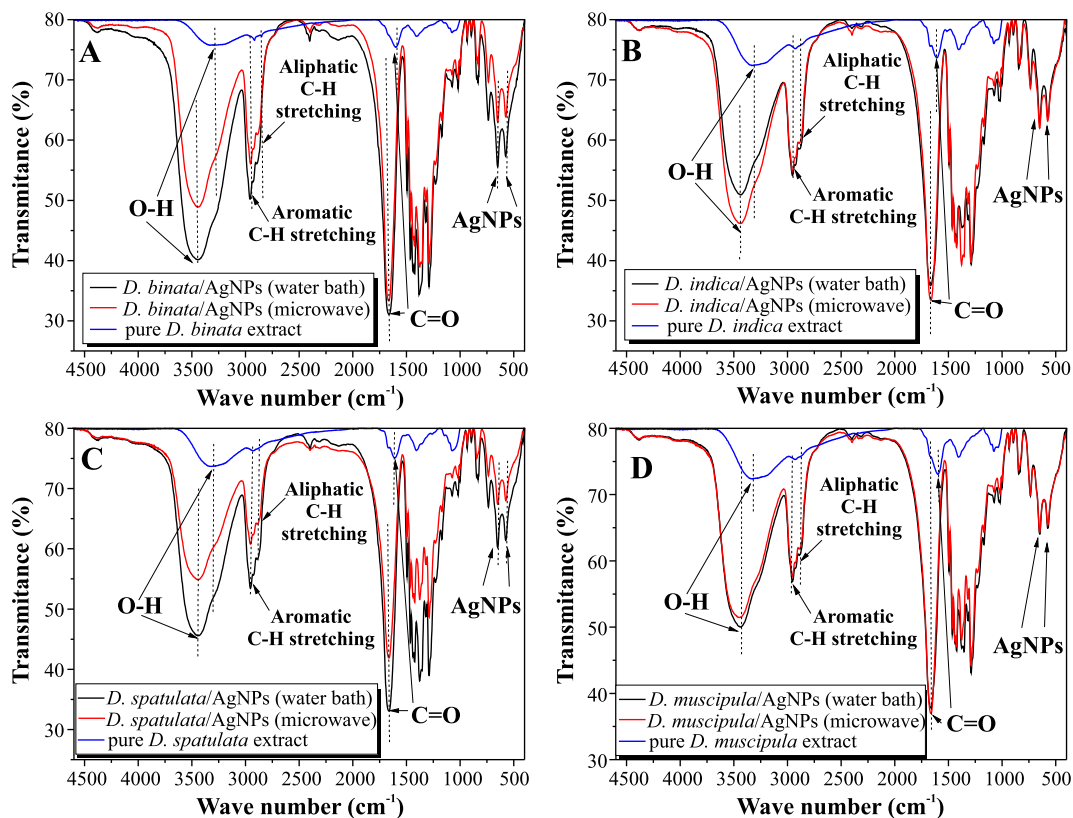 A
Transmitance (%)
80
70
60
50
40
30
O-H
Aliphatic
C-H
stretching
Aromatic
C-H stretching
AgNPs
C=O
D. binata/AgNPs (water bath)
D. binata/AgNPs (microwave)
pure D. binata extract
4500 3500 2500 1500 500
Wave number (cm-1)
B
Transmitance (%)
80
70
60
50
40
30
O-H
Aliphatic
C-H
stretching
Aromatic
C-H stretching
AgNPs
C=O
D. indica/AgNPs (water bath)
D. indica/AgNPs (microwave)
pure D. indica extract
4500 4000 3500 3000 2500 2000 1500 1000 500
Wave number (cm-1)
C
Transmitance (%)
80
70
60
50
40
30
O-H
Aliphatic
C-H
stretching
Aromatic
C-H stretching
AgNPs
C=O
D. spatulata/AgNPs (water bath)
D. spatulata/AgNPs (microwave)
pure D. spatulata extract
4500 4000 3500 3000 2500 2000 1500 1000 500
Wave number (cm-1)
D
Transmitance (%)
80
70
60
50
40
30
O-H
Aliphatic
C-H
stretching
Aromatic
C-H stretching
AgNPs
C=O
D. muscipula/AgNPs (water bath)
D. muscipula/AgNPs (microwave)
pure D. muscipula extract
4500 4000 3500 3000 2500 2000 1500 1000 500
Wave number (cm-1)